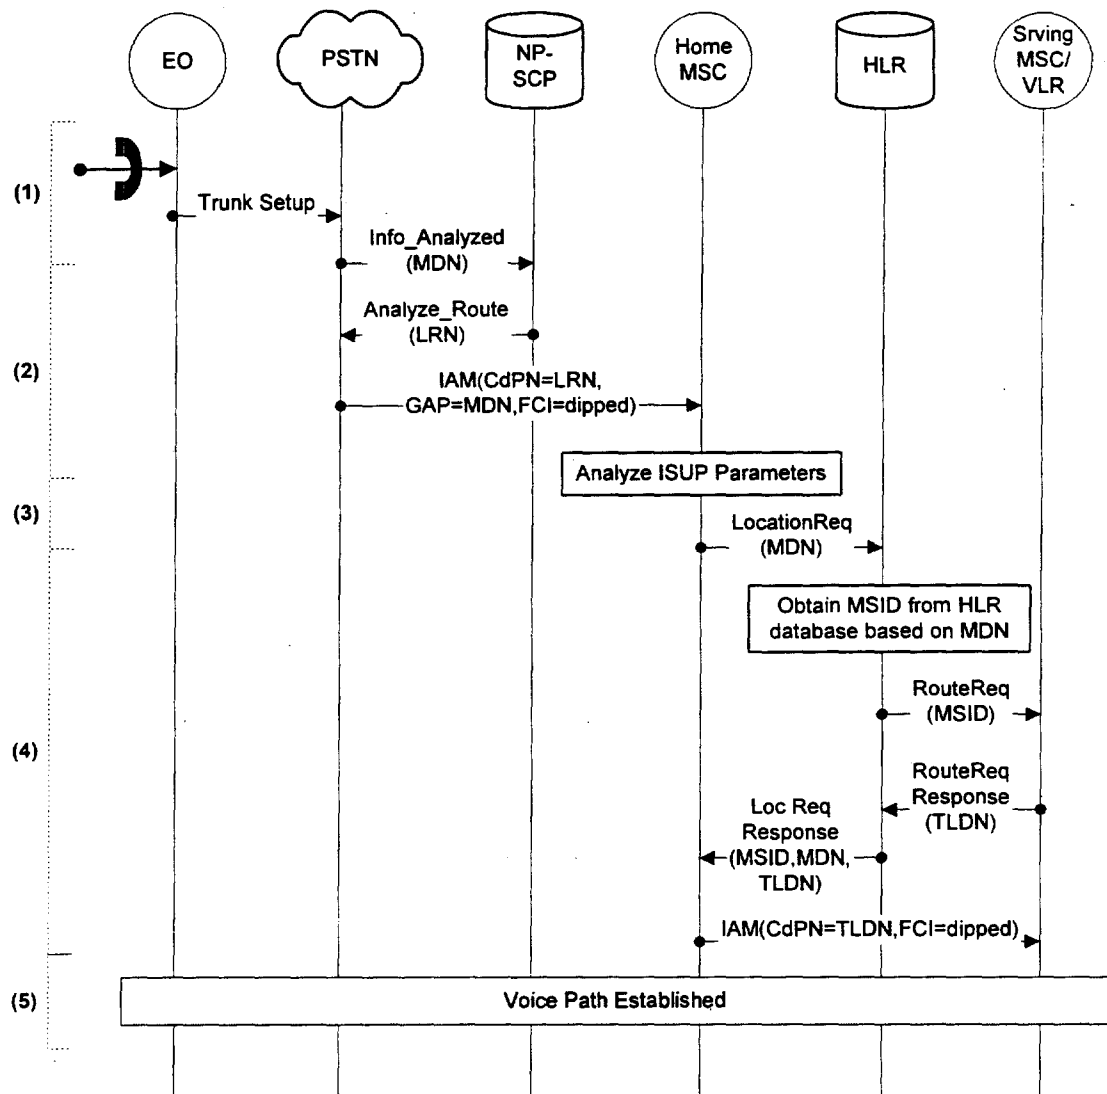 EO
PSTN
NP-
SCP
Home
MSC
HLR
Srving
MSC/
VLR
(1)
Trunk Setup
Info_Analyzed
(MDN)
Analyze_Route
(LRN)
(2)
IAM(CdPN=LRN,
GAP=MDN,FCI=dipped)
Analyze ISUP Parameters
(3)
LocationReq
(MDN)
Obtain MSID from HLR
database based on MDN
RouteReq
(MSID)
(4)
RouteReq
Response
(TLDN)
Loc Req
Response
(MSID,MDN,
TLDN)
IAM(CdPN=TLDN,FCI=dipped)
(5)
Voice Path Established